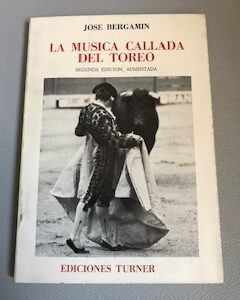 JOSE BERGAMIN
LA MUSICA CALLADA
DEL TOREO
SEGUNDA EDICION, AUMENTADA
EDICIONES TURNER